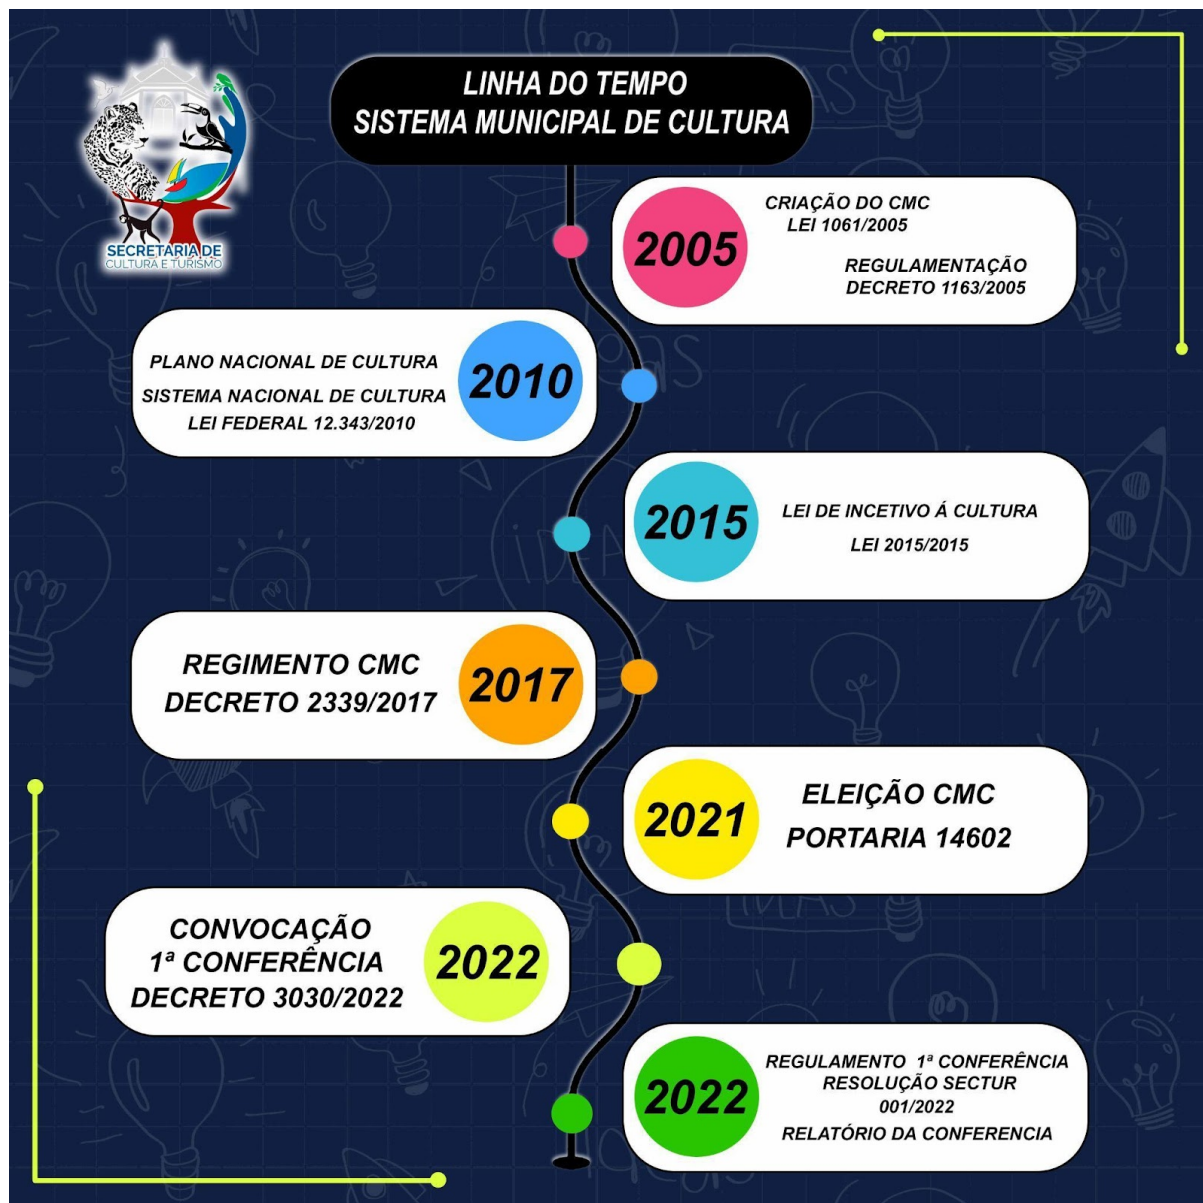 LINHA DO TEMPO
SISTEMA MUNICIPAL DE CULTURA
SECRETARIA DE
CULTURA E TURISMO
2005
CRIAÇÃO DO CMC
LEI 1061/2005
REGULAMENTAÇÃO
DECRETO 1163/2005
PLANO NACIONAL DE CULTURA
SISTEMA NACIONAL DE CULTURA
LEI FEDERAL 12.343/2010
2010
2015
LEI DE INCETIVO Á CULTURA
LEI 2015/2015
REGIMENTO CMC
DECRETO 2339/2017
2017
2021
ELEIÇÃO CMC
PORTARIA 14602
CONVOCAÇÃO
1ª CONFERÊNCIA
DECRETO 3030/2022
2022
2022
REGULAMENTO 1ª CONFERÊNCIA
RESOLUÇÃO SECTUR
001/2022
RELATÓRIO DA CONFERENCIA